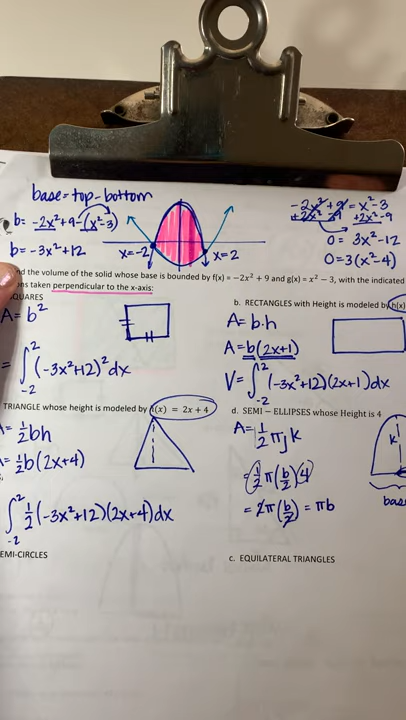 base = top - bottom
b = -2x²+9-(x²-3)
b = -3x²+12
x=-2
x=2
-2x²+9 = x²-3
+2x² -9 +2x²-9
0 = 3x²-12
0=3(x²-4)
nd the volume of the solid whose base is bounded by f(x) = −2x² + 9 and g(x) = x² − 3, with the indicated
ns taken perpendicular to the x-axis:
QUARES
A = b²
= ∫₋₂² (-3x²+12)² dx
b. RECTANGLES with Height is modeled by h(x)
A = b·h
A = b(2x+1)
V = ∫₋₂² (-3x²+12)(2x+1)dx
TRIANGLE whose height is modeled by h(x) = 2x + 4
= ½bh
= ½b(2x+4)
∫₋₂² ½(-3x²+12)(2x+4)dx
d. SEMI – ELLIPSES whose Height is 4
A = ½πjk
= ½π(b/2)(4)
= 2π(b/2) = πb
k
base
EMI-CIRCLES
c. EQUILATERAL TRIANGLES